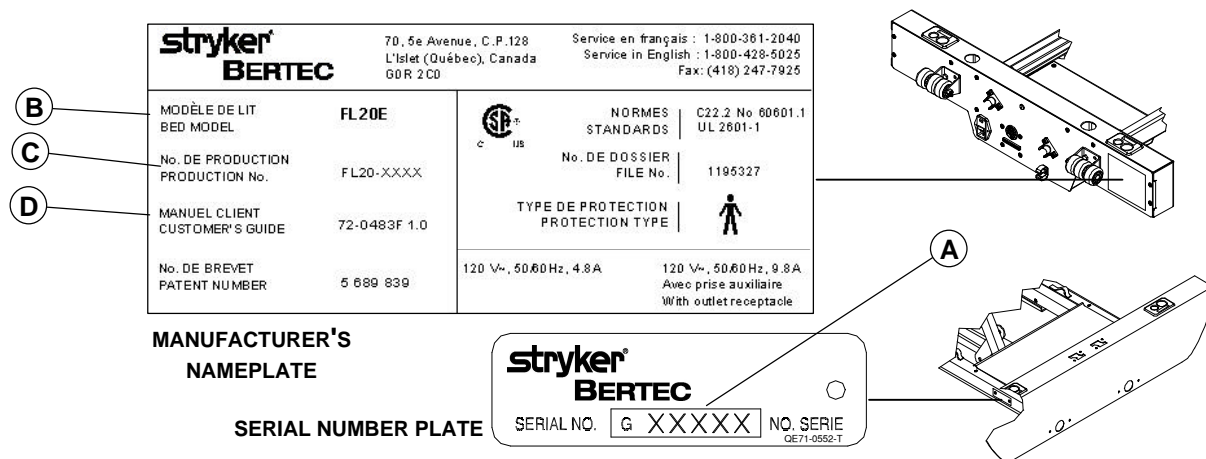 stryker®
BERTEC
70, 5e Avenue, C.P.128
L'Islet (Québec), Canada
G0R 2C0
Service en français : 1-800-361-2040
Service in English : 1-800-428-5025
Fax: (418) 247-7925
B
MODÈLE DE LIT
BED MODEL
FL20E
C
No. DE PRODUCTION
PRODUCTION No.
FL20-XXXX
D
MANUEL CLIENT
CUSTOMER'S GUIDE
72-0483F 1.0
No. DE BREVET
PATENT NUMBER
5 689 839
C US
NORMES
STANDARDS
C22.2 No 60601.1
UL 2601-1
No. DE DOSSIER
FILE No.
1195327
TYPE DE PROTECTION
PROTECTION TYPE
120 V~, 50/60 Hz, 4.8A
120 V~, 50/60 Hz, 9.8A
Avec prise auxiliaire
With outlet receptacle
MANUFACTURER'S
NAMEPLATE
A
stryker®
BERTEC
SERIAL NO. G XXXXX NO. SERIE
QE71-0552-T
SERIAL NUMBER PLATE